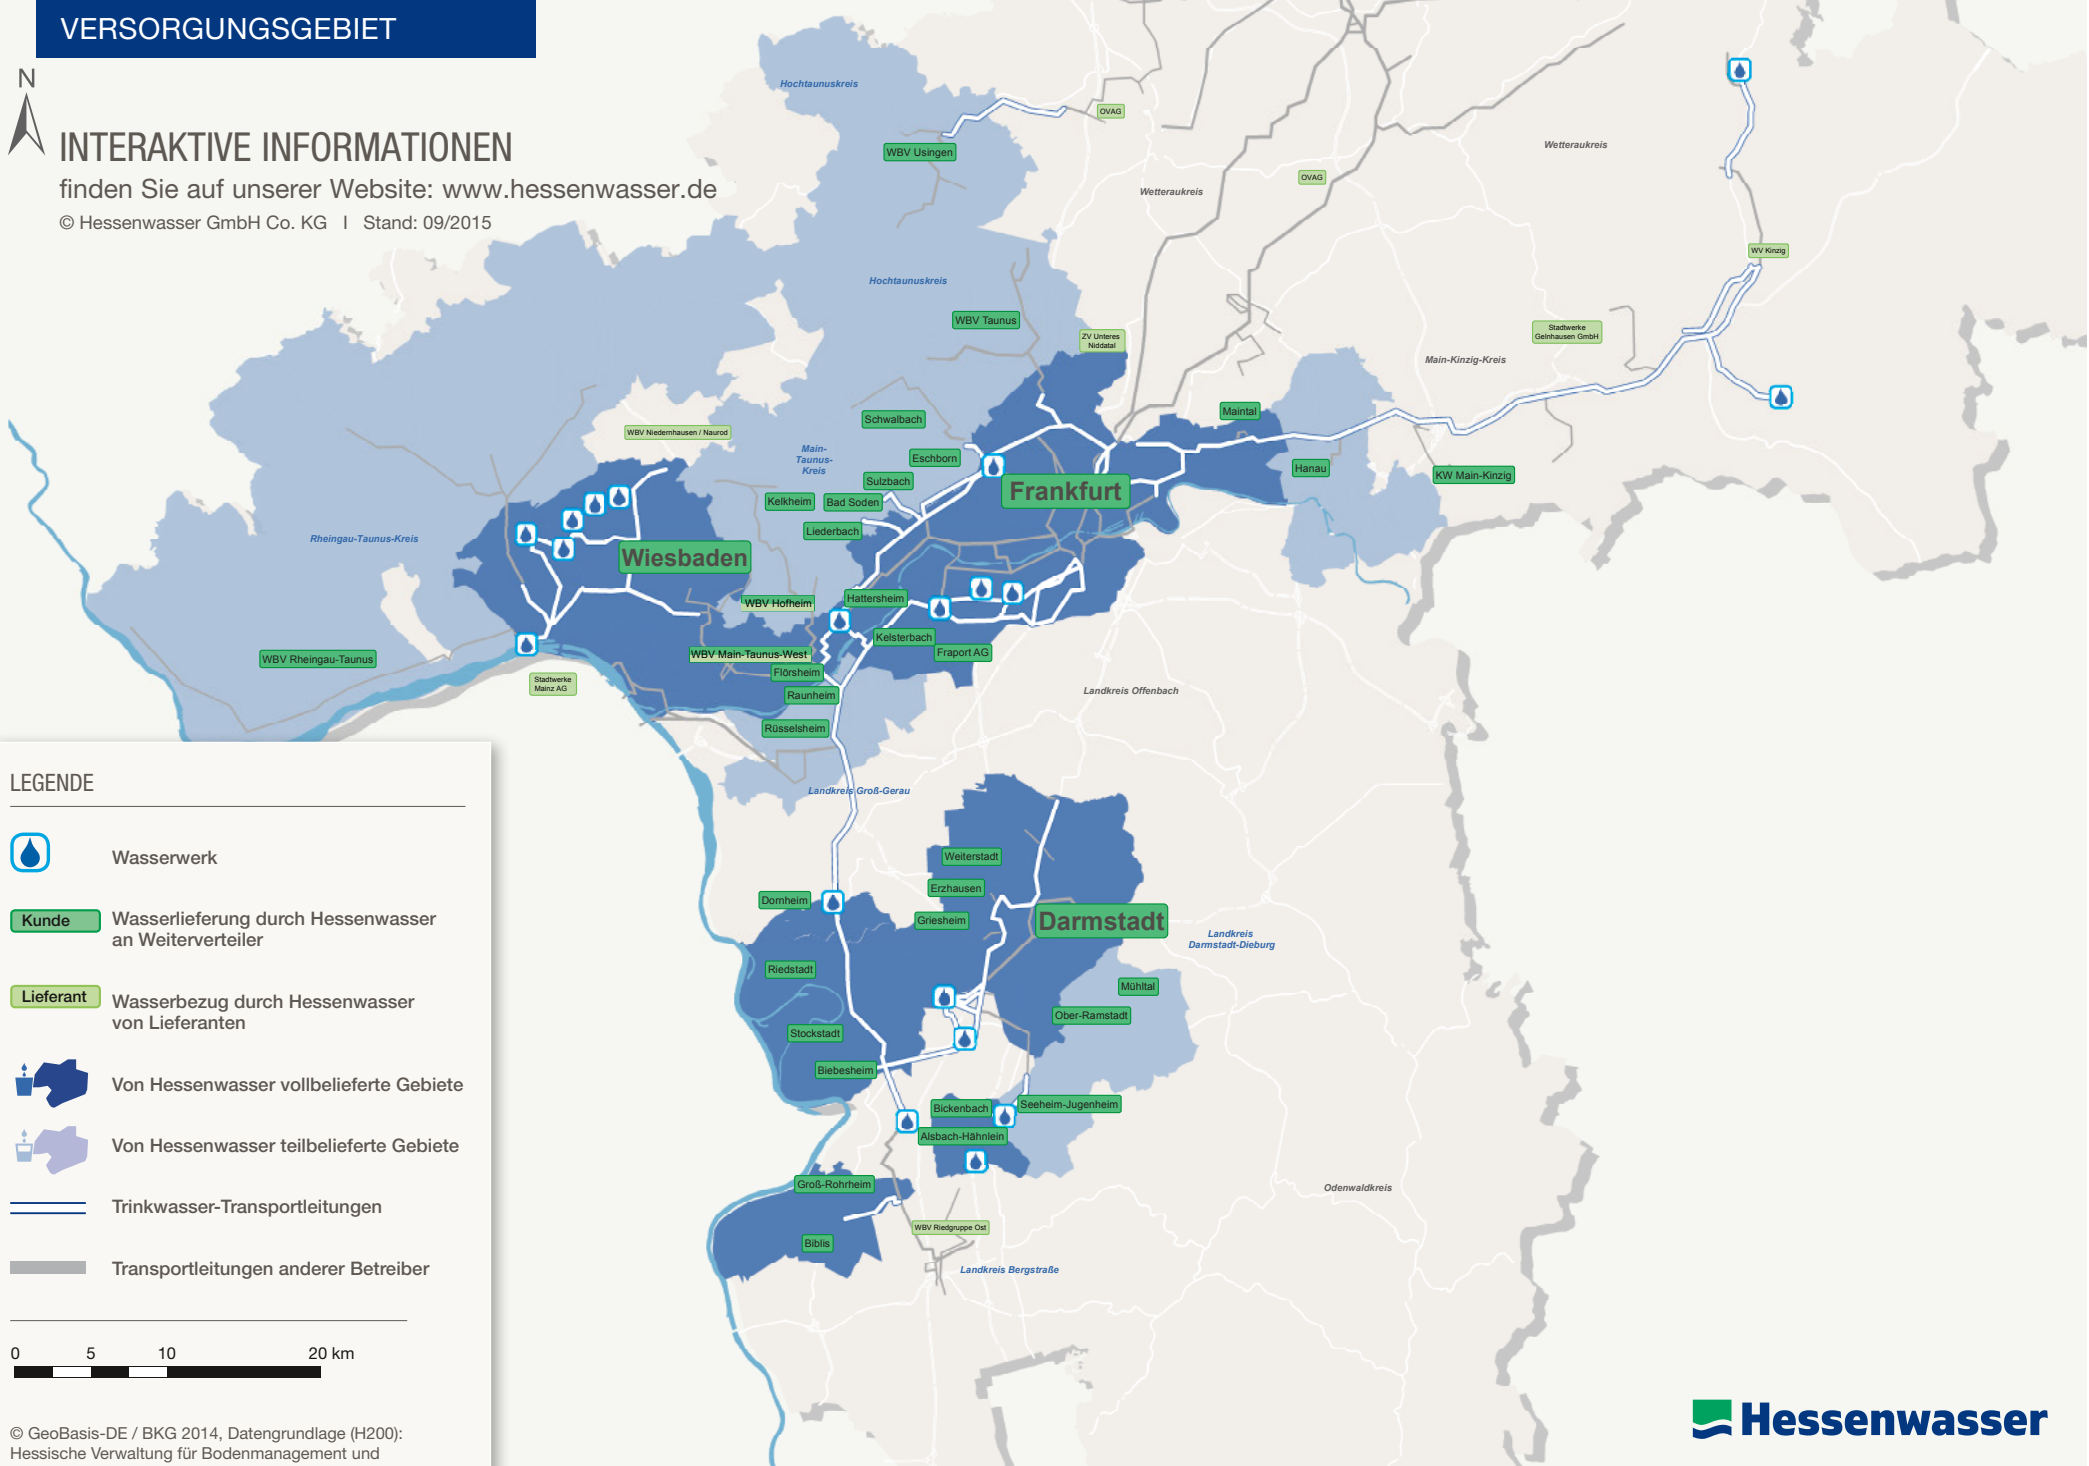 VERSORGUNGSGEBIET
N
INTERAKTIVE INFORMATIONEN
finden Sie auf unserer Website: www.hessenwasser.de
© Hessenwasser GmbH Co. KG I Stand: 09/2015
Hochtaunuskreis
OVAG
WBV Usingen
Wetteraukreis
OVAG
Wetteraukreis
WV Kinzig
Hochtaunuskreis
WBV Taunus
ZV Unteres
Niddatal
Stadtwerke
Gelnhausen GmbH
Main-Kinzig-Kreis
Maintal
Schwalbach
WBV Niedernhausen / Naurod
Main-
Taunus-
Kreis
Eschborn
Hanau
KW Main-Kinzig
Sulzbach
Frankfurt
Kelkheim
Bad Soden
Liederbach
Rheingau-Taunus-Kreis
Wiesbaden
WBV Hofheim
Hattersheim
Kelsterbach
Fraport AG
WBV Rheingau-Taunus
WBV Main-Taunus-West
Flörsheim
Stadtwerke
Mainz AG
Raunheim
Landkreis Offenbach
Rüsselsheim
Landkreis Groß-Gerau
Weiterstadt
Erzhausen
Dornheim
Griesheim
Darmstadt
Landkreis
Darmstadt-Dieburg
Riedstadt
Mühltal
Ober-Ramstadt
Stockstadt
Biebesheim
Bickenbach
Seeheim-Jugenheim
Alsbach-Hähnlein
Groß-Rohrheim
Odenwaldkreis
WBV Riedgruppe Ost
Biblis
Landkreis Bergstraße
LEGENDE
Wasserwerk
Kunde
Wasserlieferung durch Hessenwasser
an Weiterverteiler
Lieferant
Wasserbezug durch Hessenwasser
von Lieferanten
Von Hessenwasser vollbelieferte Gebiete
Von Hessenwasser teilbelieferte Gebiete
Trinkwasser-Transportleitungen
Transportleitungen anderer Betreiber
0 5 10 20 km
© GeoBasis-DE / BKG 2014, Datengrundlage (H200):
Hessische Verwaltung für Bodenmanagement und
Hessenwasser